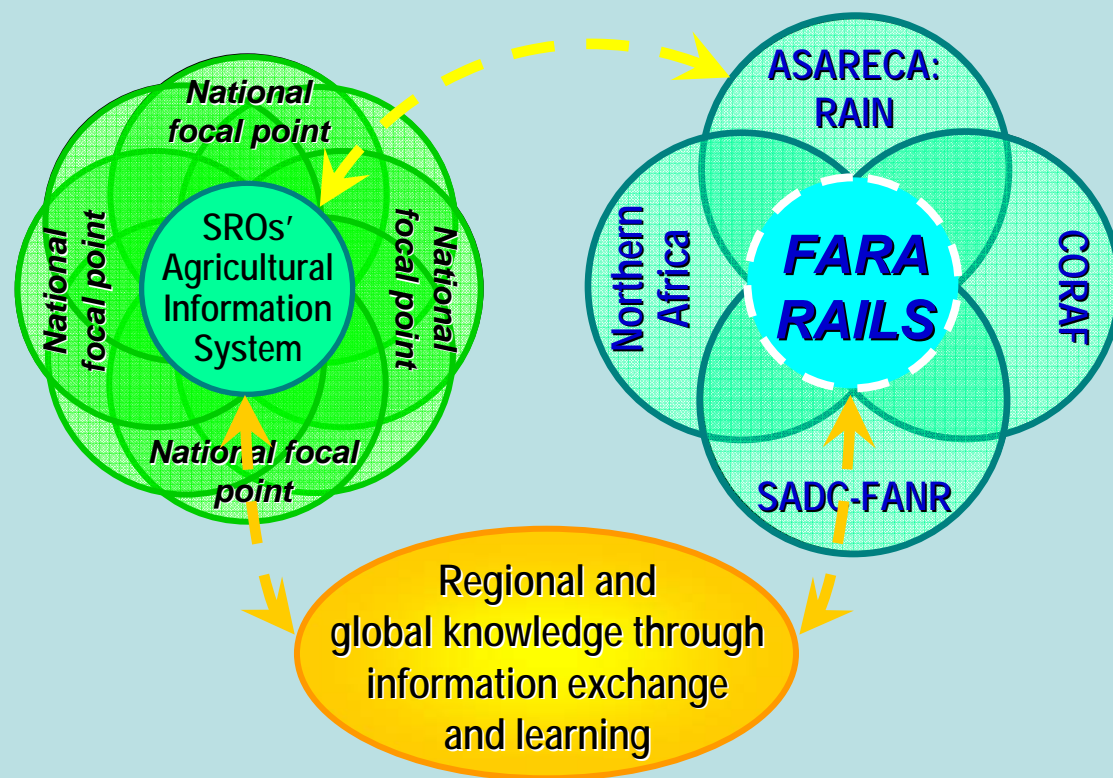 National
focal point
National
focal point
SROs'
Agricultural
Information
System
National
focal point
National focal
point
ASARECA:
RAIN
Northern
Africa
FARA
RAILS
CORAF
SADC-FANR
Regional and
global knowledge through
information exchange
and learning